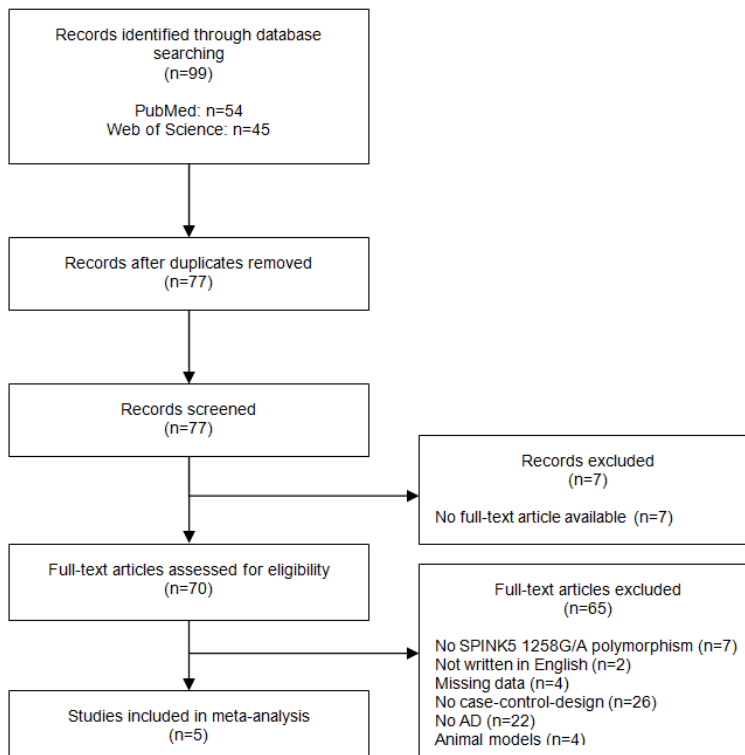 Records identified through database
searching
(n=99)
PubMed: n=54
Web of Science: n=45
Records after duplicates removed
(n=77)
Records screened
(n=77)
Records excluded
(n=7)
No full-text article available (n=7)
Full-text articles assessed for eligibility
(n=70)
Full-text articles excluded
(n=65)
No SPINK5 1258G/A polymorphism (n=7)
Not written in English (n=2)
Missing data (n=4)
No case-control-design (n=26)
No AD (n=22)
Animal models (n=4)
Studies included in meta-analysis
(n=5)